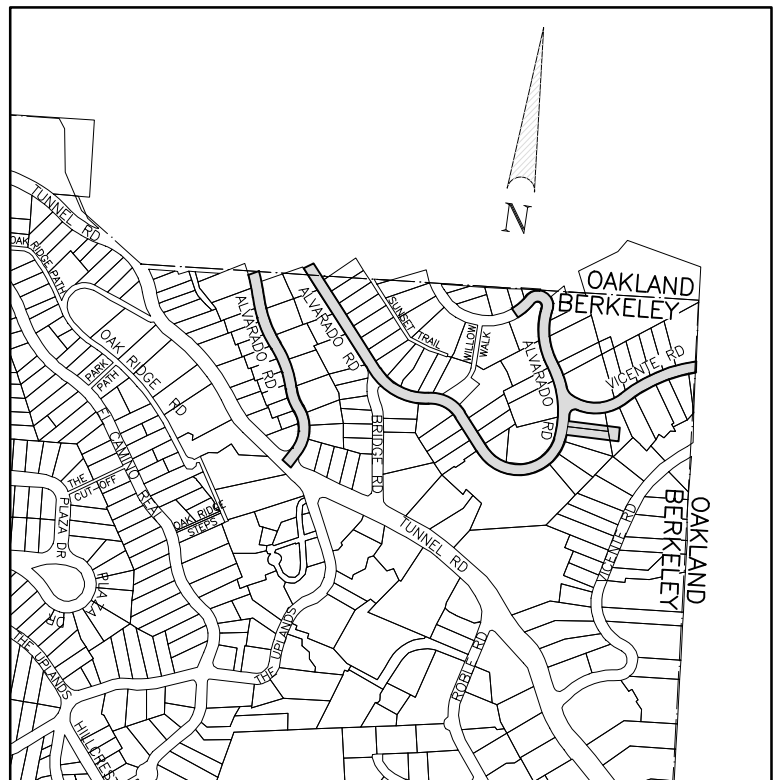 N
TUNNEL RD
OAK RIDGE PATH
OAKLAND
BERKELEY
ALVARADO RD
ALVARADO RD
SUNSET TRAIL
WILLOW
WALK
ALVARADO RD
VICENTE RD
OAK RIDGE RD
PARK
PATH
EL CAMINO REAL
BRIDGE RD
THE
CUT-OFF
OAK RIDGE
STEPS
PLAZA DR
PLAZA
DR
TUNNEL RD
VICENTE RD
OAKLAND
BERKELEY
THE UPLANDS
THE UPLANDS
ROBLE RD
HILLCREST